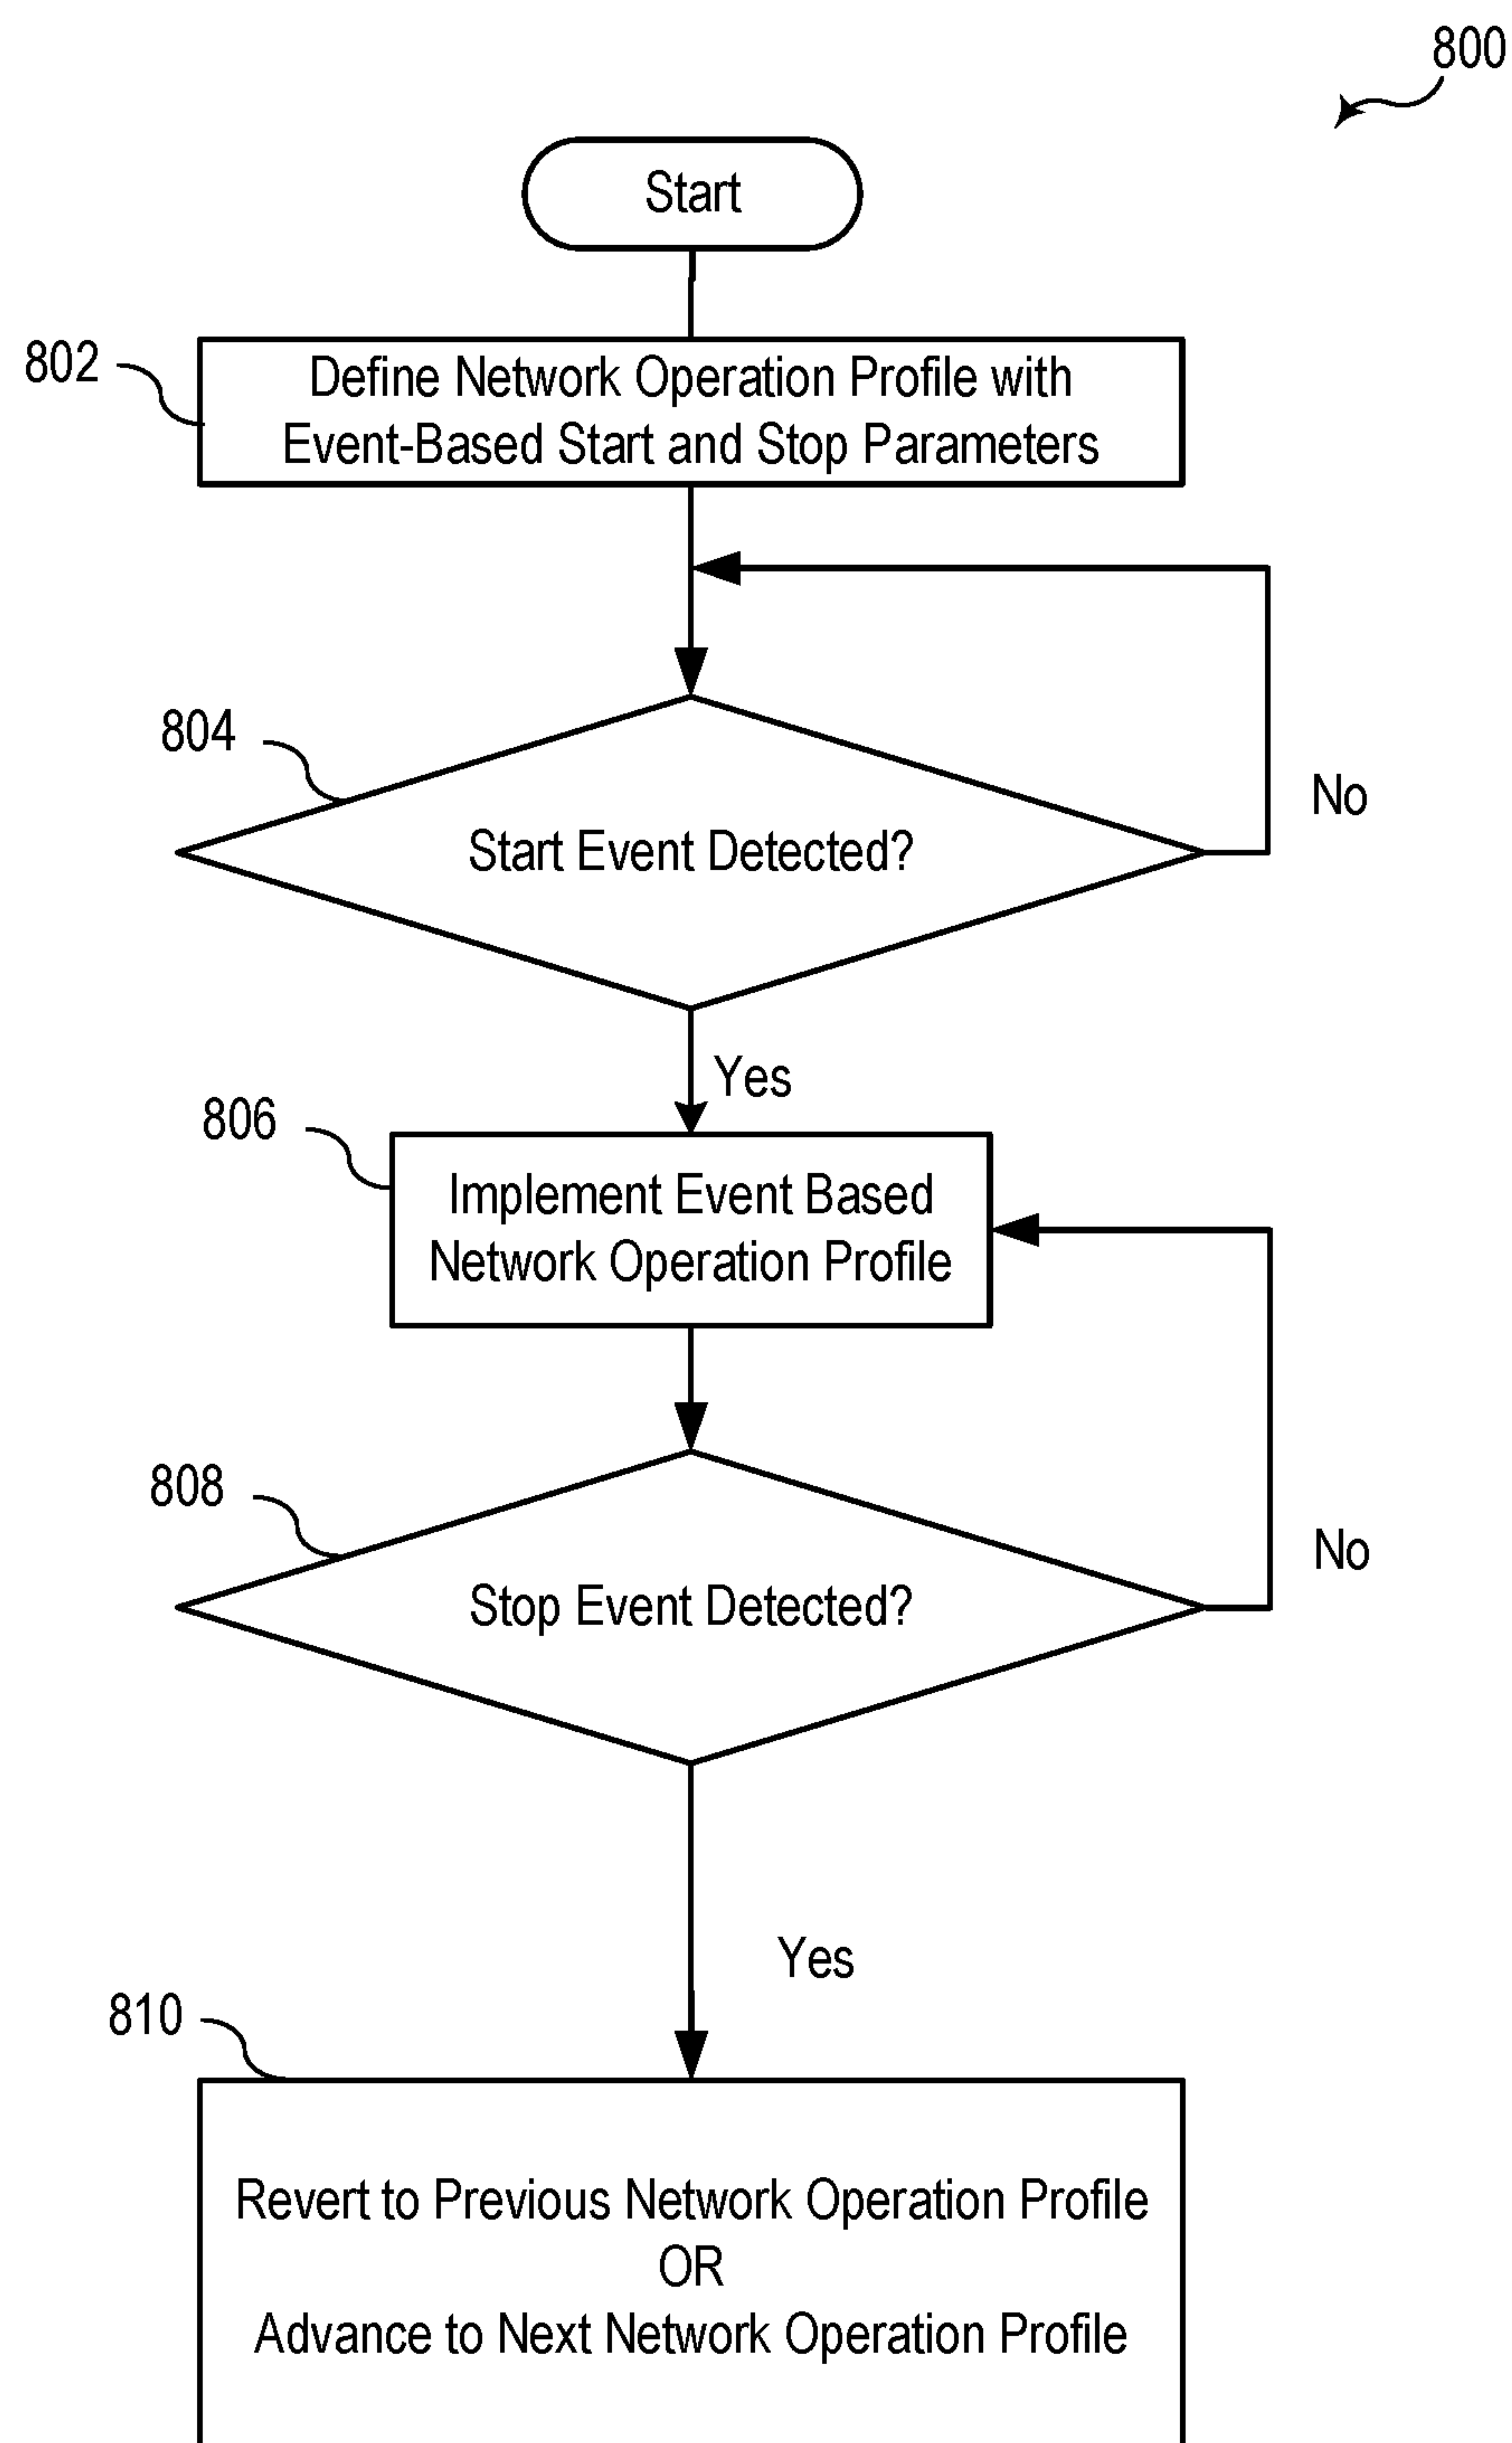 800
Start
802
Define Network Operation Profile with
Event-Based Start and Stop Parameters
804
No
Start Event Detected?
Yes
806
Implement Event Based
Network Operation Profile
808
No
Stop Event Detected?
Yes
810
Revert to Previous Network Operation Profile
OR
Advance to Next Network Operation Profile